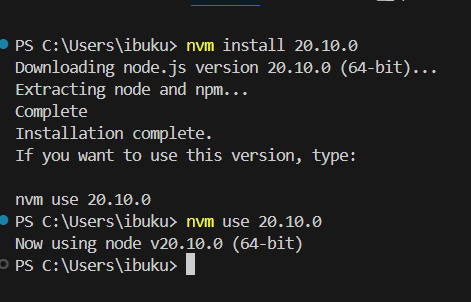 PS C:\Users\ibuku> nvm install 20.10.0
Downloading node.js version 20.10.0 (64-bit)...
Extracting node and npm...
Complete
Installation complete.
If you want to use this version, type:
nvm use 20.10.0
PS C:\Users\ibuku> nvm use 20.10.0
Now using node v20.10.0 (64-bit)
PS C:\Users\ibuku>